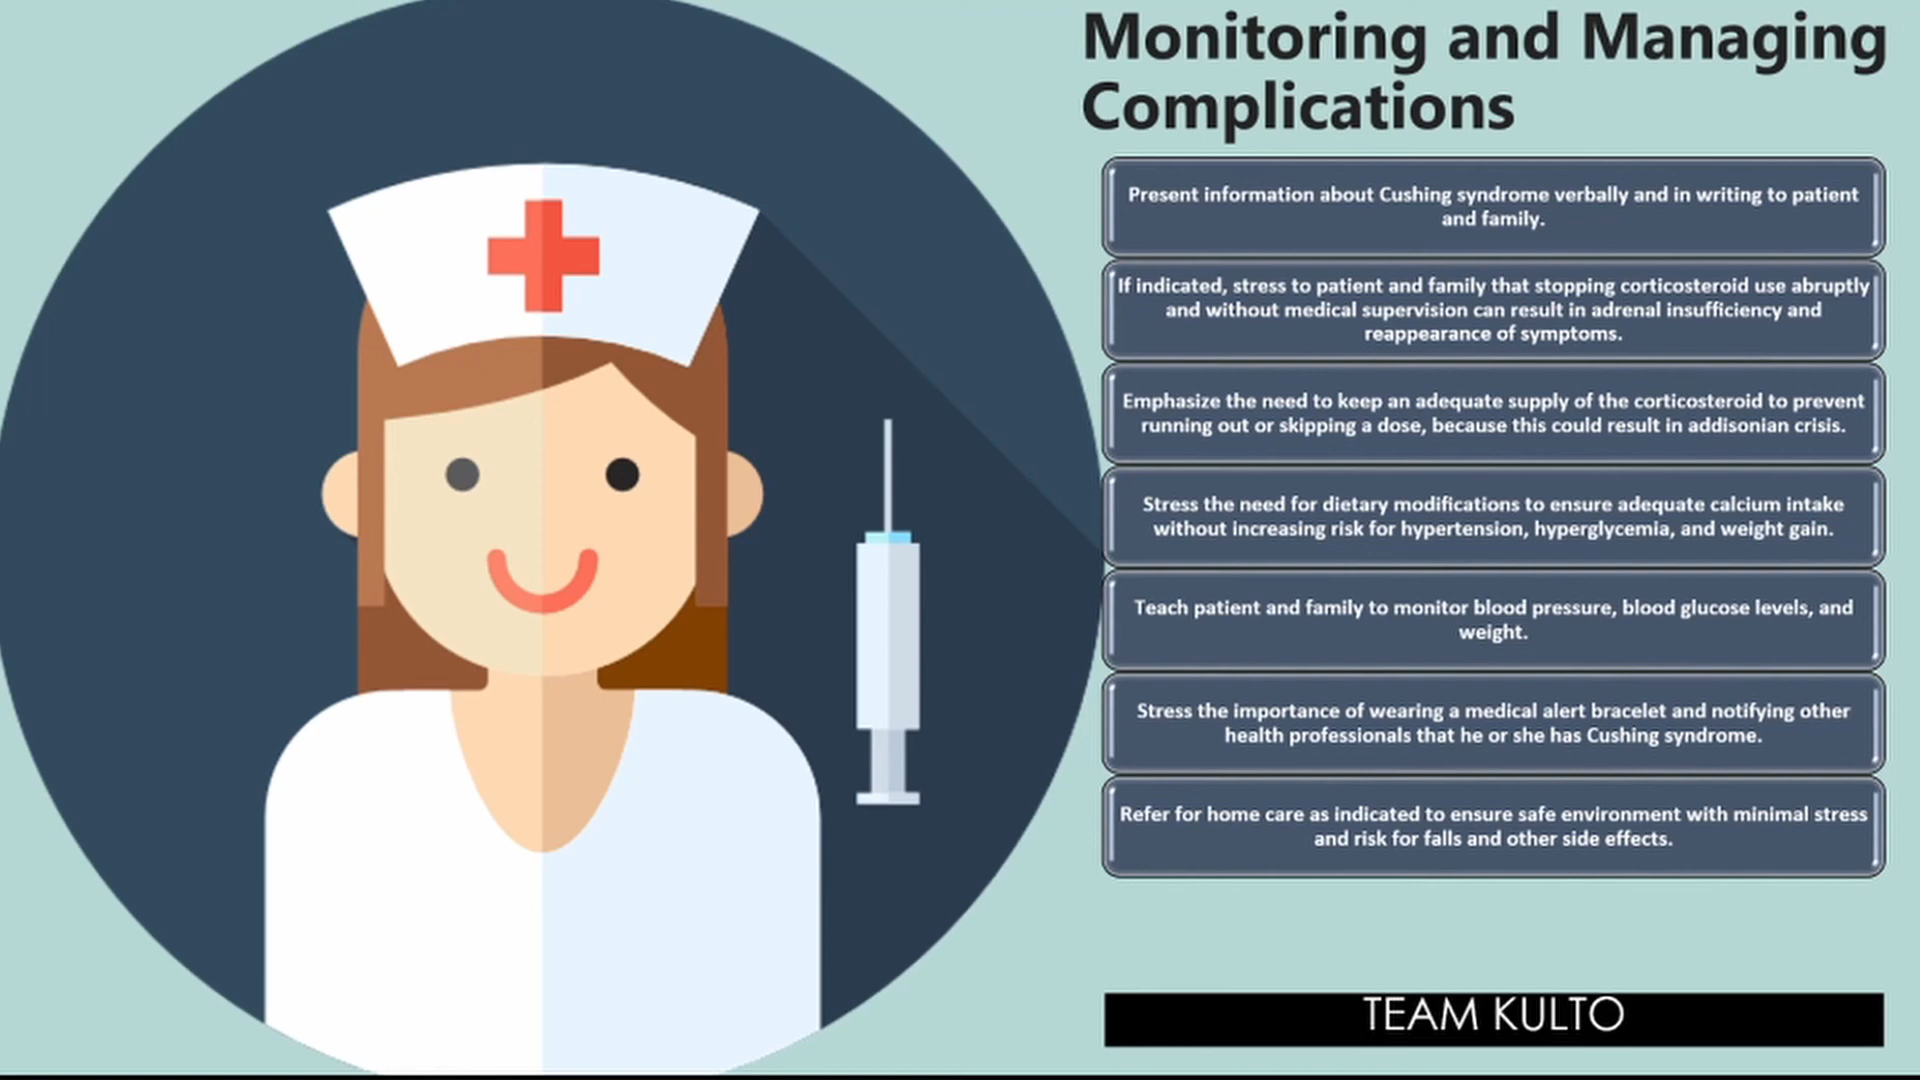 Monitoring and Managing
Complications
Present information about Cushing syndrome verbally and in writing to patient
and family.
If indicated, stress to patient and family that stopping corticosteroid use abruptly
and without medical supervision can result in adrenal insufficiency and
reappearance of symptoms.
Emphasize the need to keep an adequate supply of the corticosteroid to prevent
running out or skipping a dose, because this could result in addisonian crisis.
Stress the need for dietary modifications to ensure adequate calcium intake
without increasing risk for hypertension, hyperglycemia, and weight gain.
Teach patient and family to monitor blood pressure, blood glucose levels, and
weight.
Stress the importance of wearing a medical alert bracelet and notifying other
health professionals that he or she has Cushing syndrome.
Refer for home care as indicated to ensure safe environment with minimal stress
and risk for falls and other side effects.
TEAM KULTO